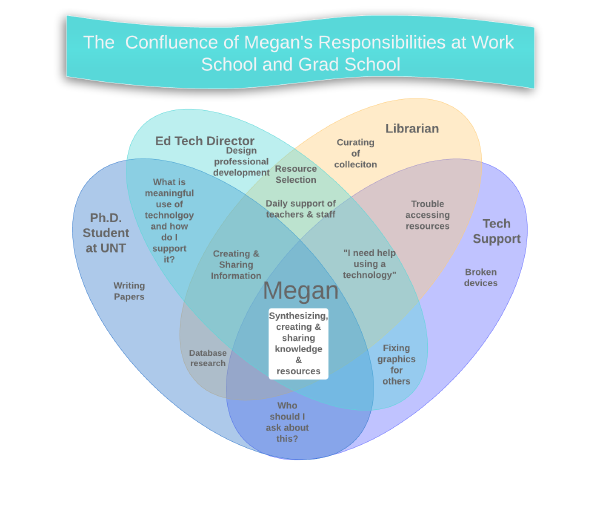 The  Confluence of Megan's Responsibilities at Work
School and Grad School
Librarian
Ed Tech Director
Design
professional
development
Curating
of
colleciton
Resource
Selection
What is
meaningful
use of
technolgoy
and how
do I
support
it?
Daily support of
teachers & staff
Trouble
accessing
resources
Ph.D.
Student
at UNT
Tech
Support
Creating &
Sharing
Information
"I need help
using a
technology"
Broken
devices
Writing
Papers
Megan
Synthesizing,
creating &
sharing
knowledge
&
resources
Database
research
Fixing
graphics
for
others
Who
should I
ask about
this?